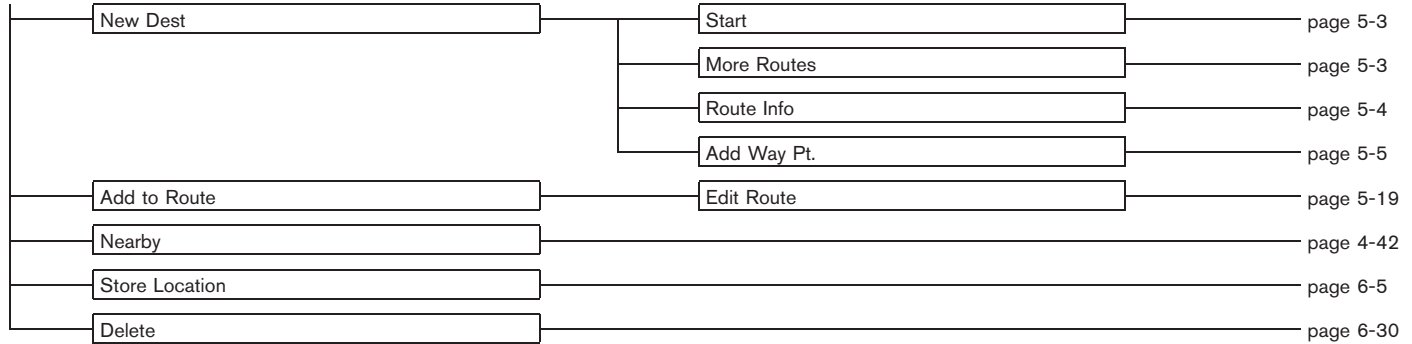 New Dest Start page 5-3
More Routes page 5-3
Route Info page 5-4
Add Way Pt. page 5-5
Add to Route Edit Route page 5-19
Nearby page 4-42
Store Location page 6-5
Delete page 6-30